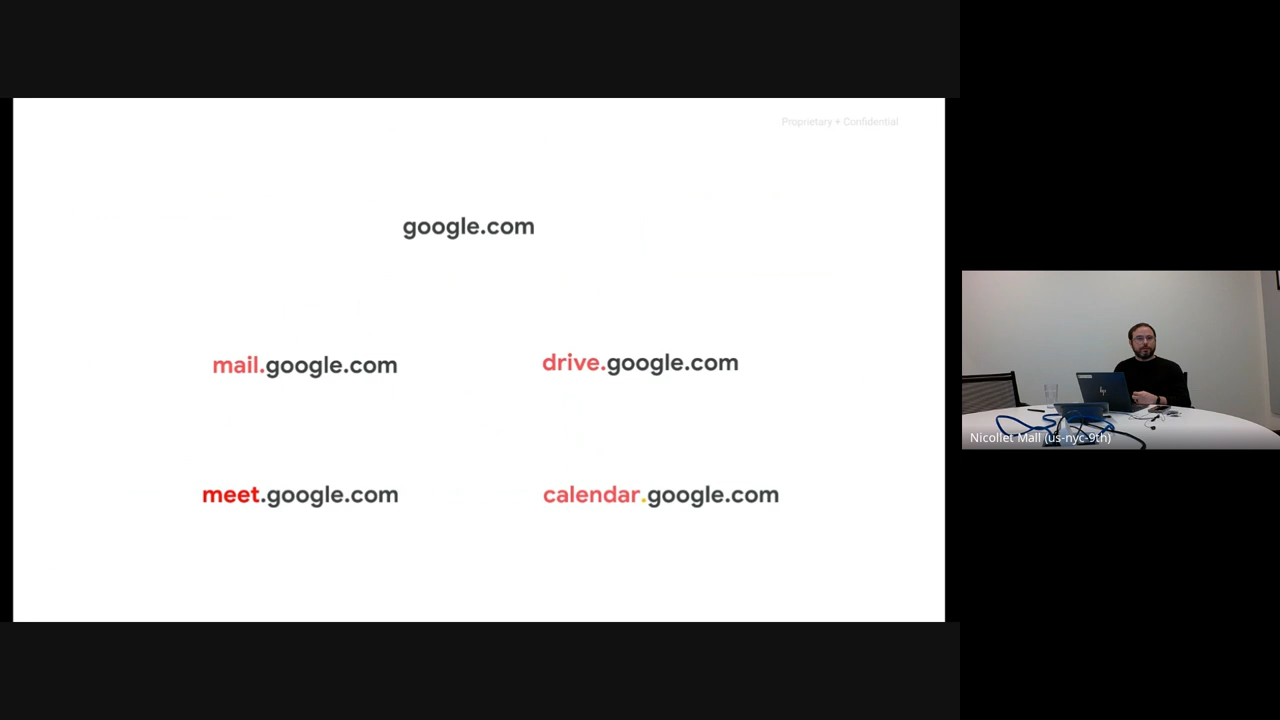 Proprietary + Confidential
google.com
mail.google.com
drive.google.com
meet.google.com
calendar.google.com
hp
Nicollet Mall (us-nyc-9th)